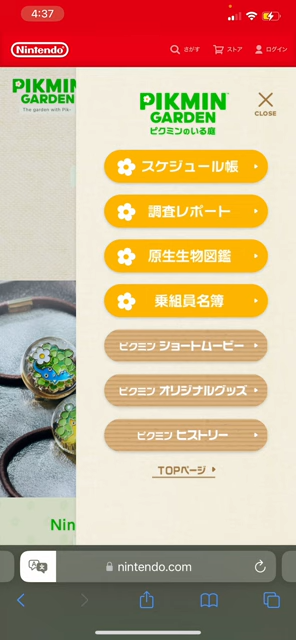 4:37
Nintendo
さがす
ストア
ログイン
PIKMIN
GARDEN
The garden with Pik
PIKMIN
GARDEN
ピクミンのいる庭
CLOSE
スケジュール帳
調査レポート
原生生物図鑑
乗組員名簿
ピクミン ショートムービー
ピクミン オリジナルグッズ
ピクミン ヒストリー
TOPページ
Nin
nintendo.com